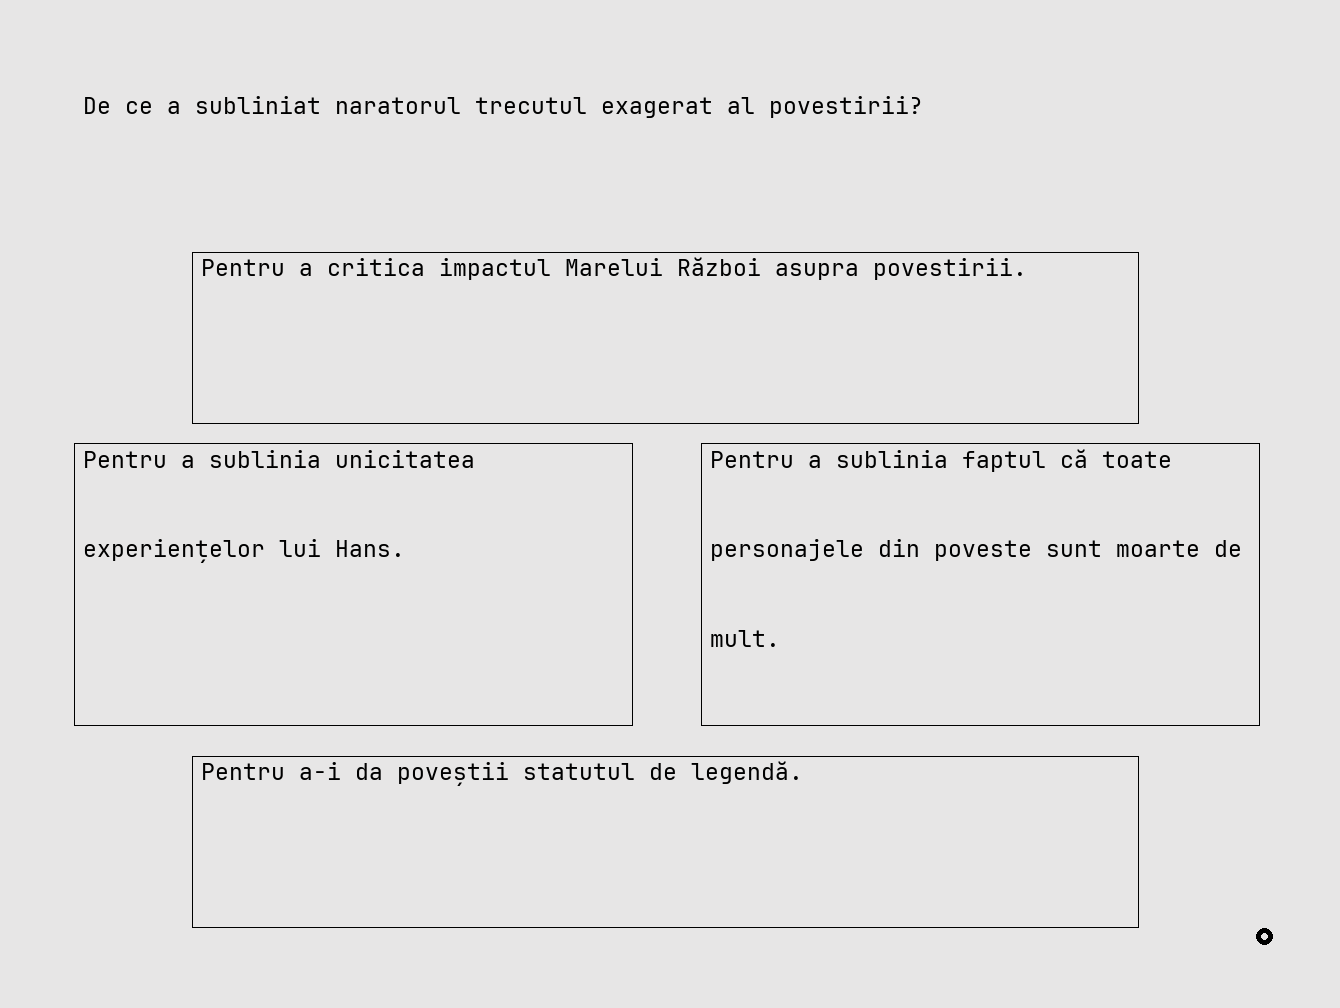 De ce a subliniat naratorul trecutul exagerat al povestirii?
Pentru a critica impactul Marelui Război asupra povestirii.
Pentru a sublinia unicitatea
experiențelor lui Hans.
Pentru a sublinia faptul că toate
personajele din poveste sunt moarte de
mult.
Pentru a-i da poveștii statutul de legendă.